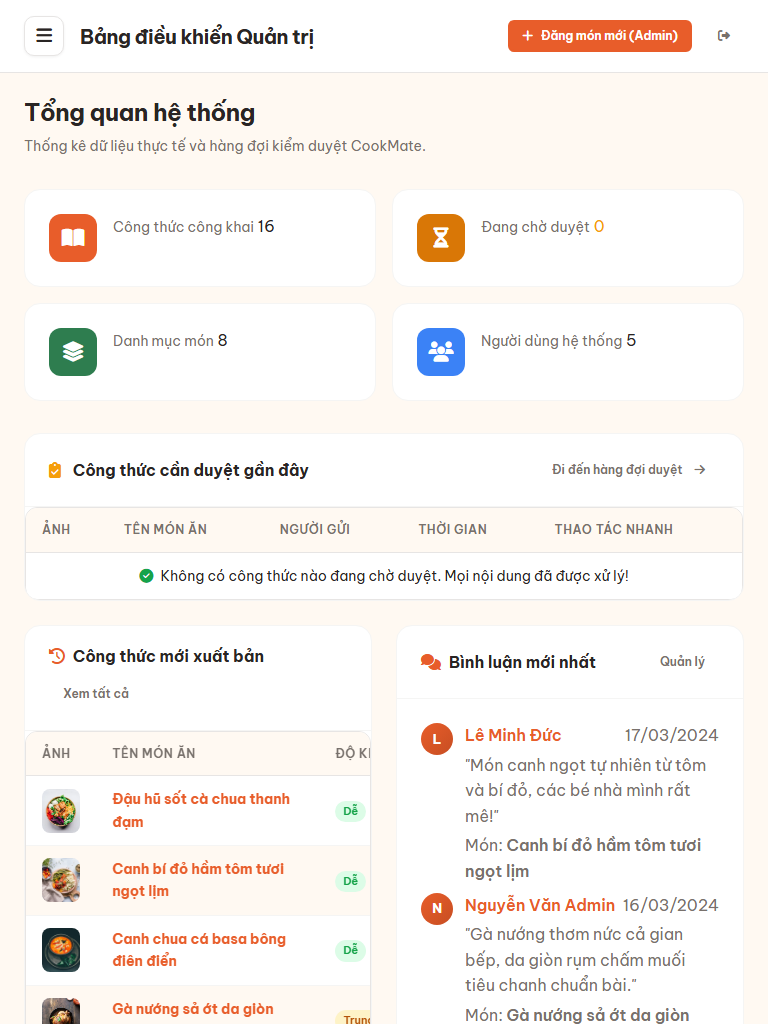 Bảng điều khiển Quản trị
Đăng món mới (Admin)
Tổng quan hệ thống
Thống kê dữ liệu thực tế và hàng đợi kiểm duyệt CookMate.
Công thức công khai 16
Đang chờ duyệt 0
Danh mục món 8
Người dùng hệ thống 5
Công thức cần duyệt gần đây
Đi đến hàng đợi duyệt →
ẢNH TÊN MÓN ĂN NGƯỜI GỬI THỜI GIAN THAO TÁC NHANH
Không có công thức nào đang chờ duyệt. Mọi nội dung đã được xử lý!
Công thức mới xuất bản
Xem tất cả
ẢNH TÊN MÓN ĂN ĐỘ
Đậu hũ sốt cà chua thanh
đạm
Dễ
Canh bí đỏ hầm tôm tươi
ngọt lịm
Dễ
Canh chua cá basa bông
điên điển
Dễ
Gà nướng sả ớt da giòn
Bình luận mới nhất
Quản lý
L
Lê Minh Đức 17/03/2024
"Món canh ngọt tự nhiên từ tôm
và bí đỏ, các bé nhà mình rất
mê!"
Món: Canh bí đỏ hầm tôm tươi
ngọt lịm
N
Nguyễn Văn Admin 16/03/2024
"Gà nướng thơm nức cả gian
bếp, da giòn rụm chấm muối
tiêu chanh chuẩn bài."
Món: Gà nướng sả ớt da giòn